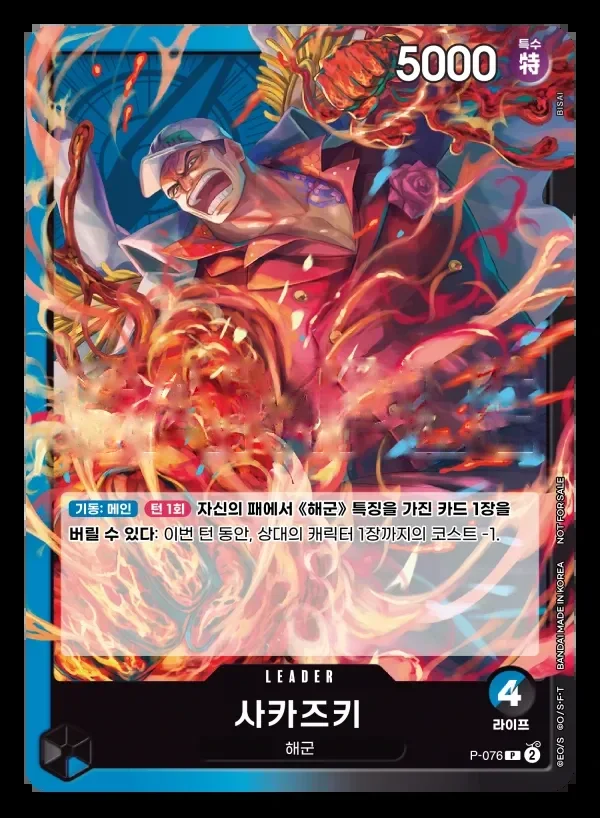 특수
5000 特
BISAI
기동: 메인 턴 1회 자신의 패에서 《해군》 특징을 가진 카드 1장을
버릴 수 있다: 이번 턴 동안, 상대의 캐릭터 1장까지의 코스트 -1.
LEADER
사카즈키
해군
4
라이프
P-076 P 2
©EO/S ©O/S·F·T BANDAI MADE IN KOREA NOT FOR SALE